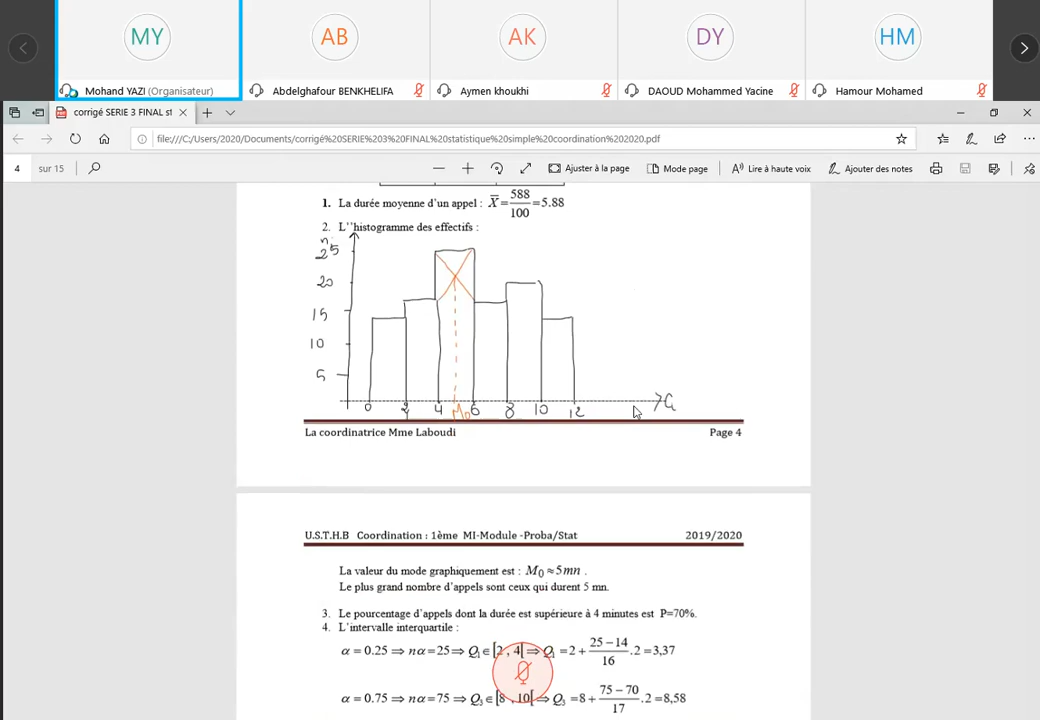 MY AB AK DY HM
Mohand YAZI (Organisateur) Abdelghafour BENKHELIFA Aymen khoukhi DAOUD Mohammed Yacine Hamour Mohamed
corrigé SERIE 3 FINAL st
file:///C:/Users/2020/Documents/corrigé%20SERIE%203%20FINAL%20statistique%20simple%20coordination%202020.pdf
4 sur 15 Ajuster à la page Mode page Lire à haute voix Ajouter des notes
1. La durée moyenne d'un appel : X̅ = 588/100 = 5.88
2. L''histogramme des effectifs :
25
20
15
10
5
0 2 4 Mo 6 8 10 12
La coordinatrice Mme Laboudi Page 4
U.S.T.H.B Coordination : 1ème MI-Module -Proba/Stat 2019/2020
La valeur du mode graphiquement est : M₀ ≈ 5mn .
Le plus grand nombre d'appels sont ceux qui durent 5 mn.
3. Le pourcentage d'appels dont la durée est supérieure à 4 minutes est P=70%.
4. L'intervalle interquartile :
α = 0.25 ⇒ nα = 25 ⇒ Q₁ ∈ [2 , 4[ ⇒ Q₁ = 2 + (25 − 14)/16 .2 = 3,37
α = 0.75 ⇒ nα = 75 ⇒ Q₃ ∈ [8 , 10[ ⇒ Q₃ = 8 + (75 − 70)/17 .2 = 8,58